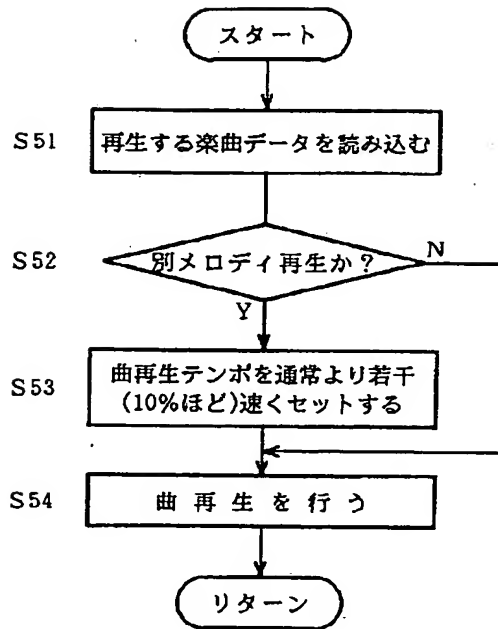 スタート
S51 再生する楽曲データを読み込む
S52 別メロディ再生か? N
Y
S53 曲再生テンポを通常より若干
(10%ほど)速くセットする
S54 曲再生を行う
リターン